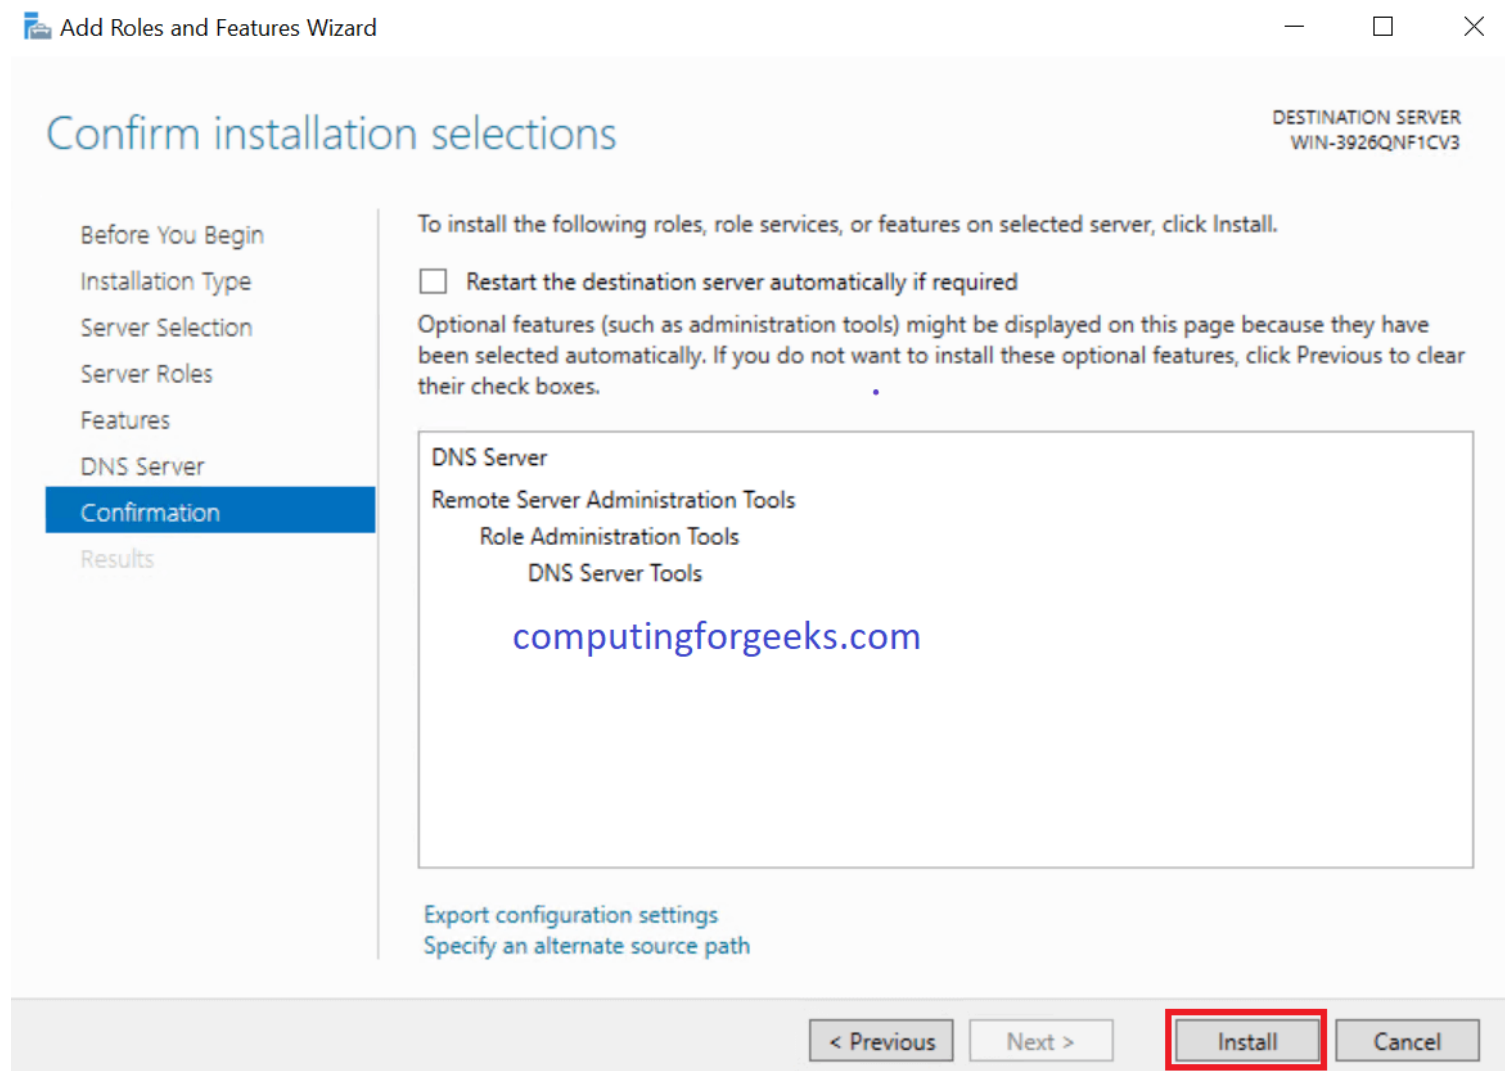 Add Roles and Features Wizard
Confirm installation selections
DESTINATION SERVER
WIN-3926QNF1CV3
Before You Begin
Installation Type
Server Selection
Server Roles
Features
DNS Server
Confirmation
Results
To install the following roles, role services, or features on selected server, click Install.
Restart the destination server automatically if required
Optional features (such as administration tools) might be displayed on this page because they have
been selected automatically. If you do not want to install these optional features, click Previous to clear
their check boxes.
DNS Server
Remote Server Administration Tools
Role Administration Tools
DNS Server Tools
computingforgeeks.com
Export configuration settings
Specify an alternate source path
< Previous
Next >
Install
Cancel